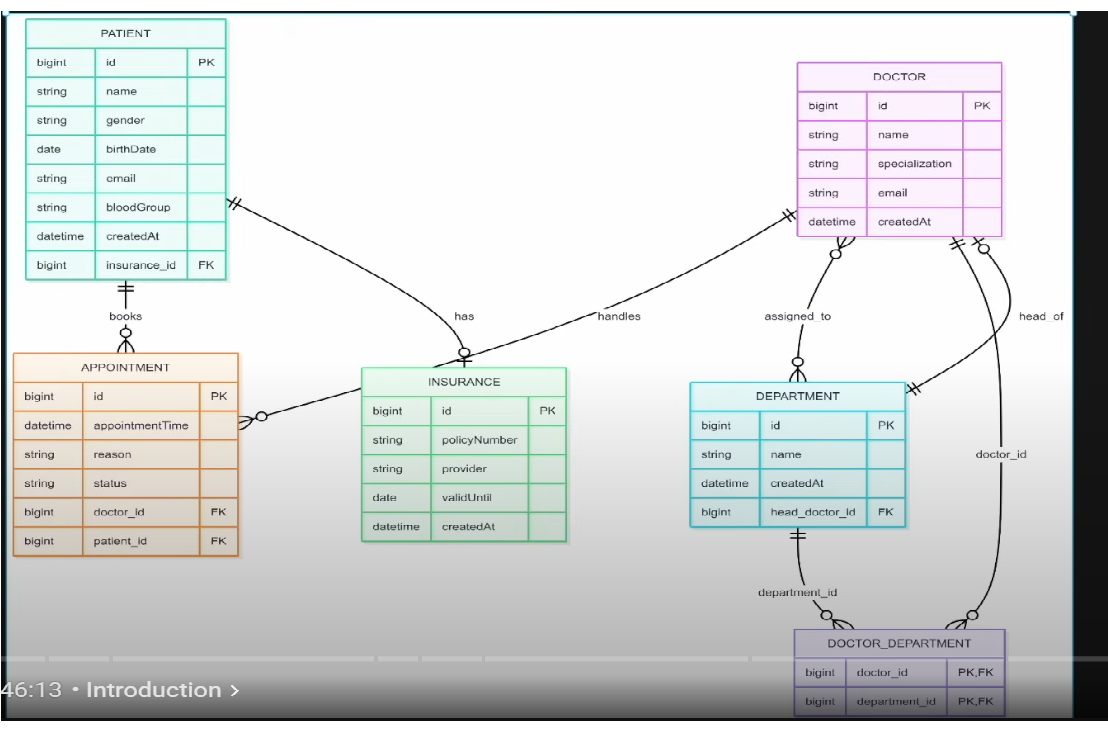 PATIENT
bigint id PK
string name
string gender
date birthDate
string email
string bloodGroup
datetime createdAt
bigint insurance_id FK
DOCTOR
bigint id PK
string name
string specialization
string email
datetime createdAt
books
has
handles
assigned_to
head_of
APPOINTMENT
bigint id PK
datetime appointmentTime
string reason
string status
bigint doctor_id FK
bigint patient_id FK
INSURANCE
bigint id PK
string policyNumber
string provider
date validUntil
datetime createdAt
DEPARTMENT
bigint id PK
string name
datetime createdAt
bigint head_doctor_id FK
doctor_id
department_id
DOCTOR_DEPARTMENT
bigint doctor_id PK,FK
bigint department_id PK,FK
46:13 • Introduction >